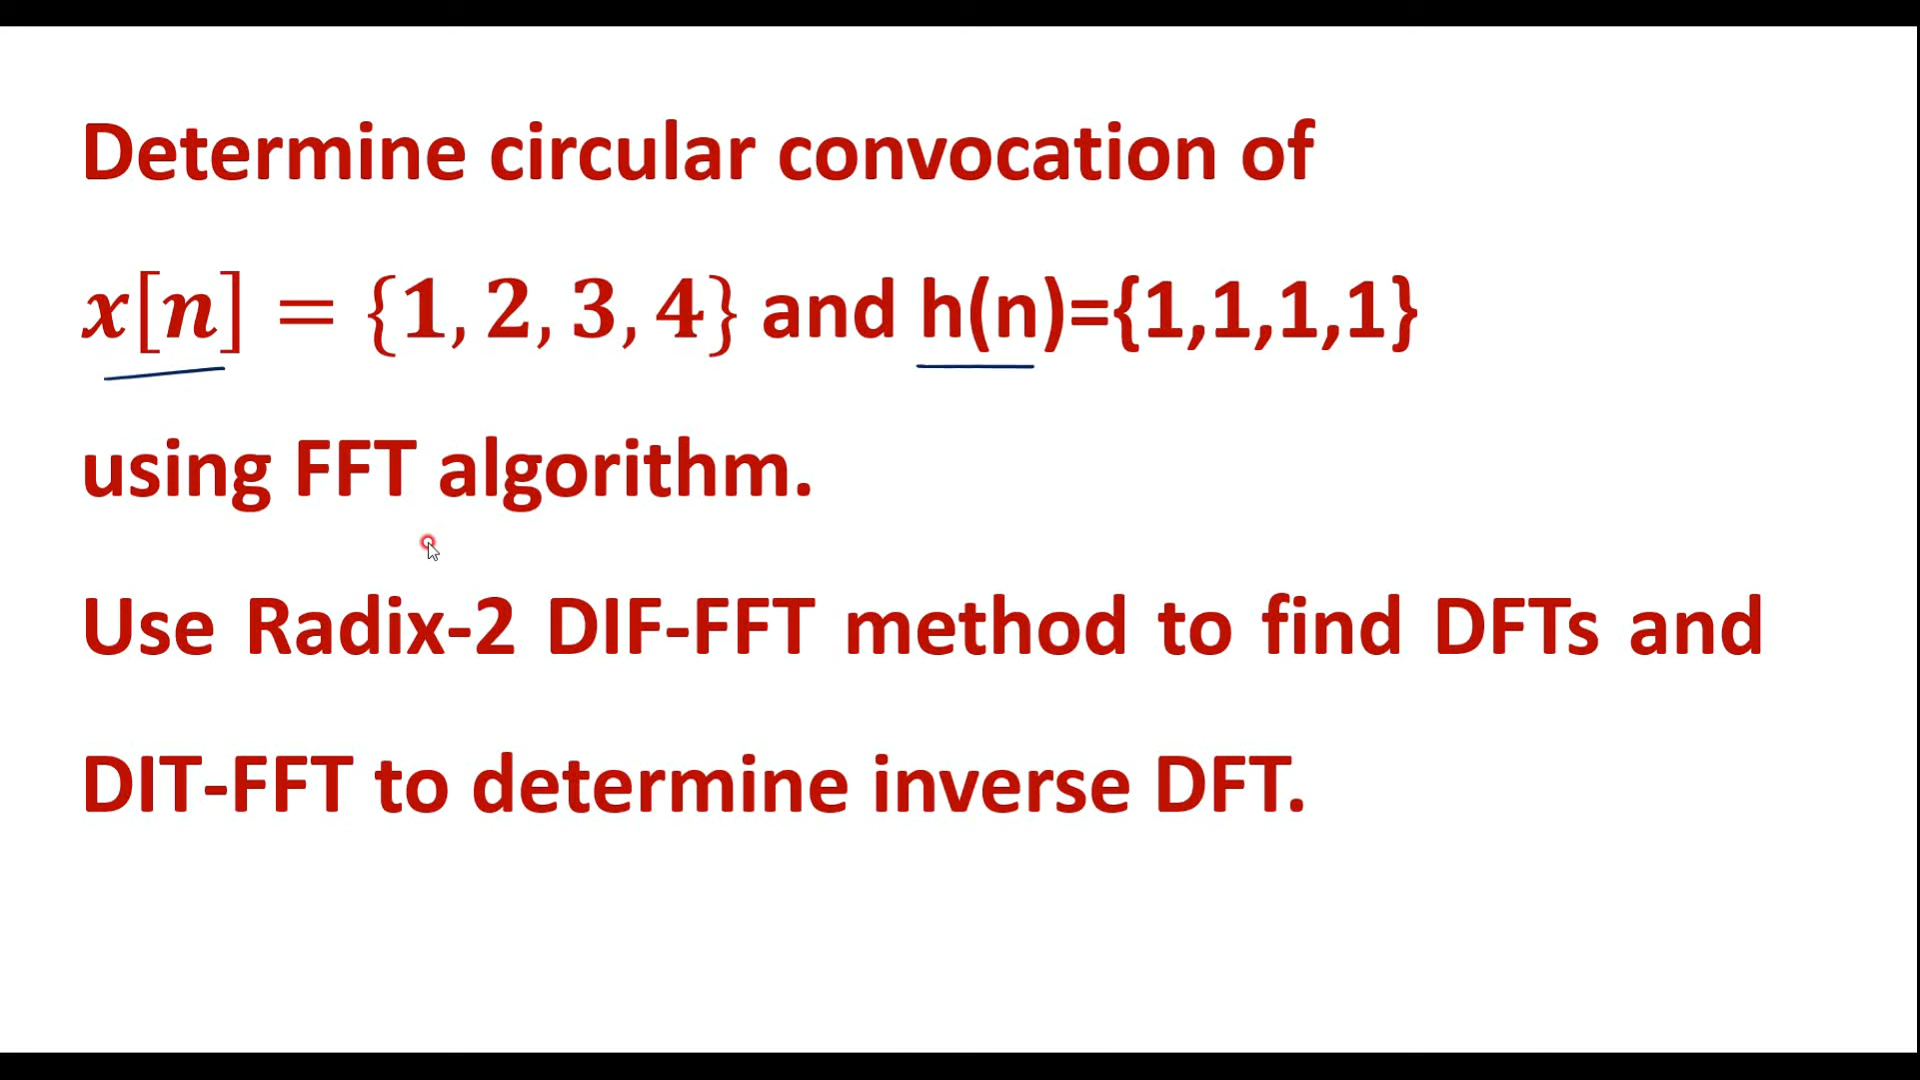 Determine circular convocation of
x[n] = {1, 2, 3, 4} and h(n)={1,1,1,1}
using FFT algorithm.
Use Radix-2 DIF-FFT method to find DFTs and
DIT-FFT to determine inverse DFT.